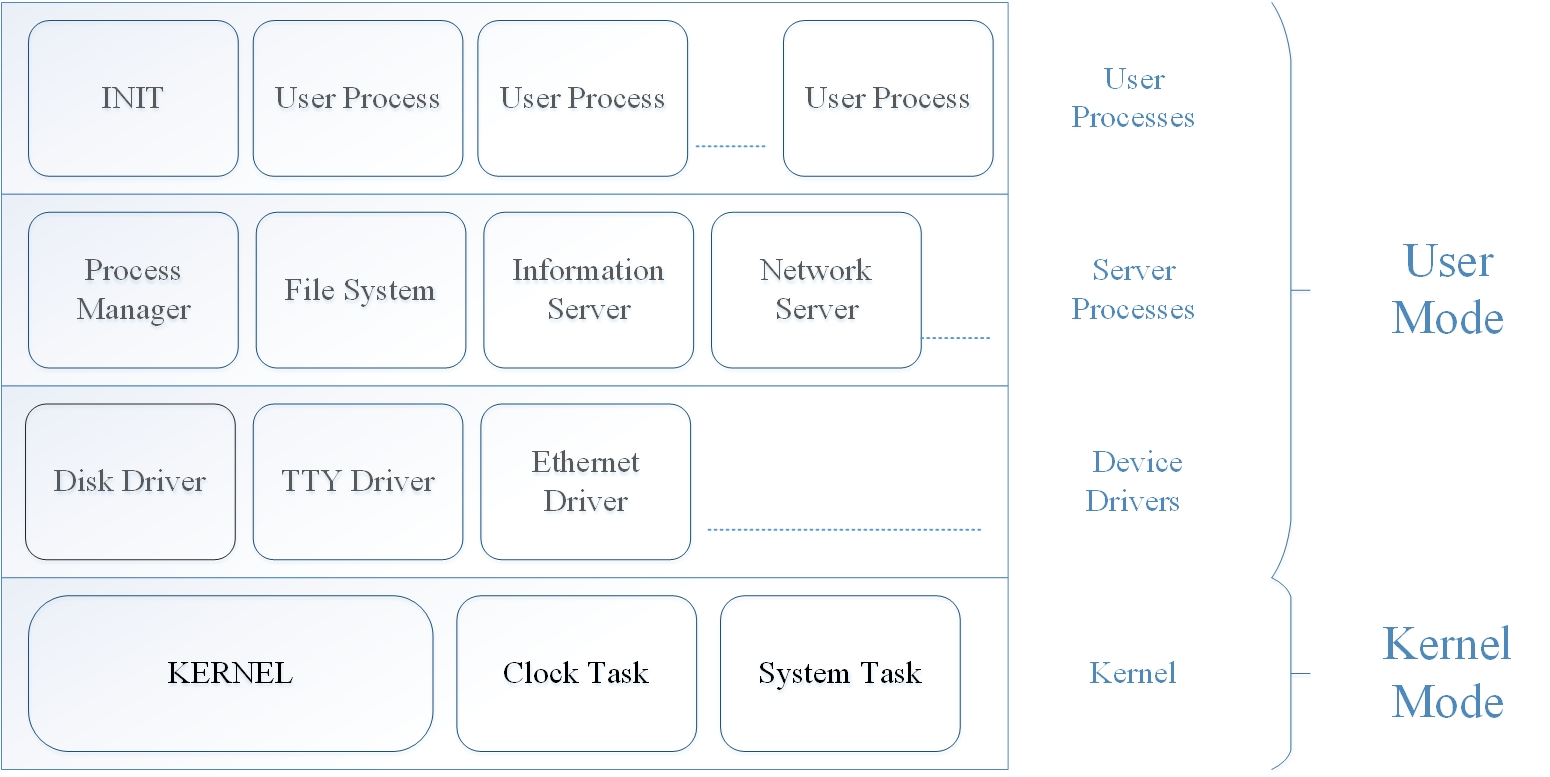 INIT
User Process
User Process
User Process
User
Processes
Process
Manager
File System
Information
Server
Network
Server
Server
Processes
User
Mode
Disk Driver
TTY Driver
Ethernet
Driver
Device
Drivers
KERNEL
Clock Task
System Task
Kernel
Kernel
Mode